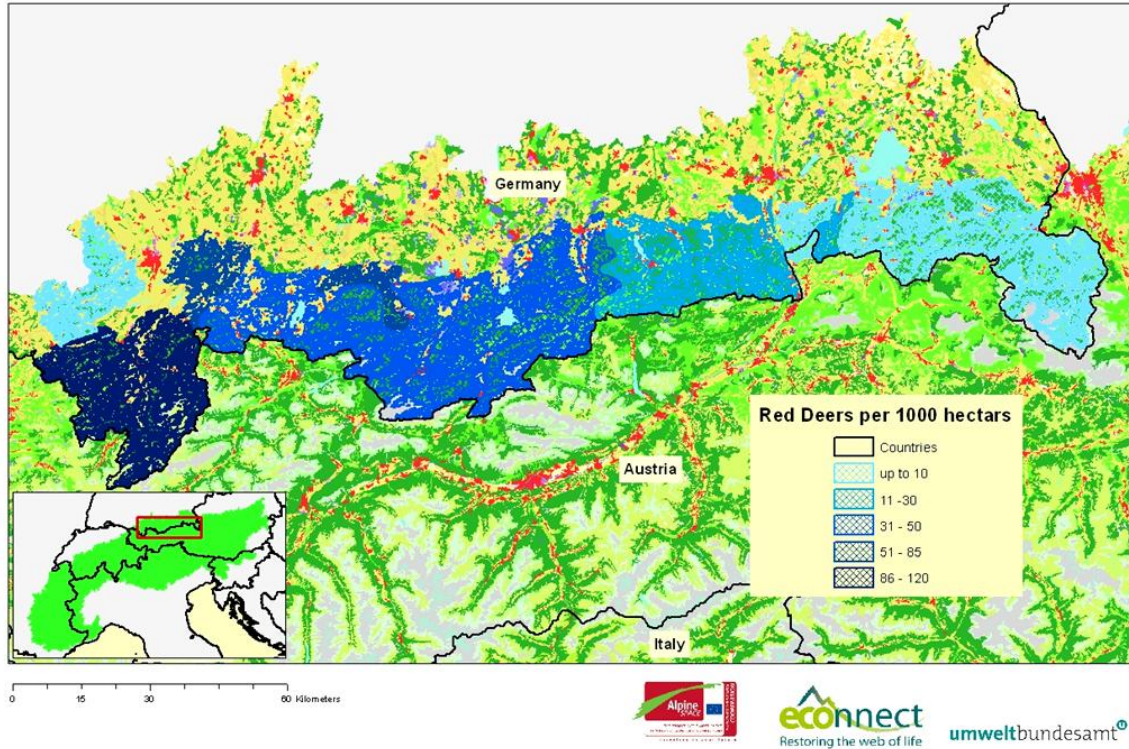 Germany
Austria
Italy
Red Deers per 1000 hectars
Countries
up to 10
11 -30
31 - 50
51 - 85
86 - 120
0 15 30 60 Kilometers
Alpine
space
econnect
Restoring the web of life
umweltbundesamt